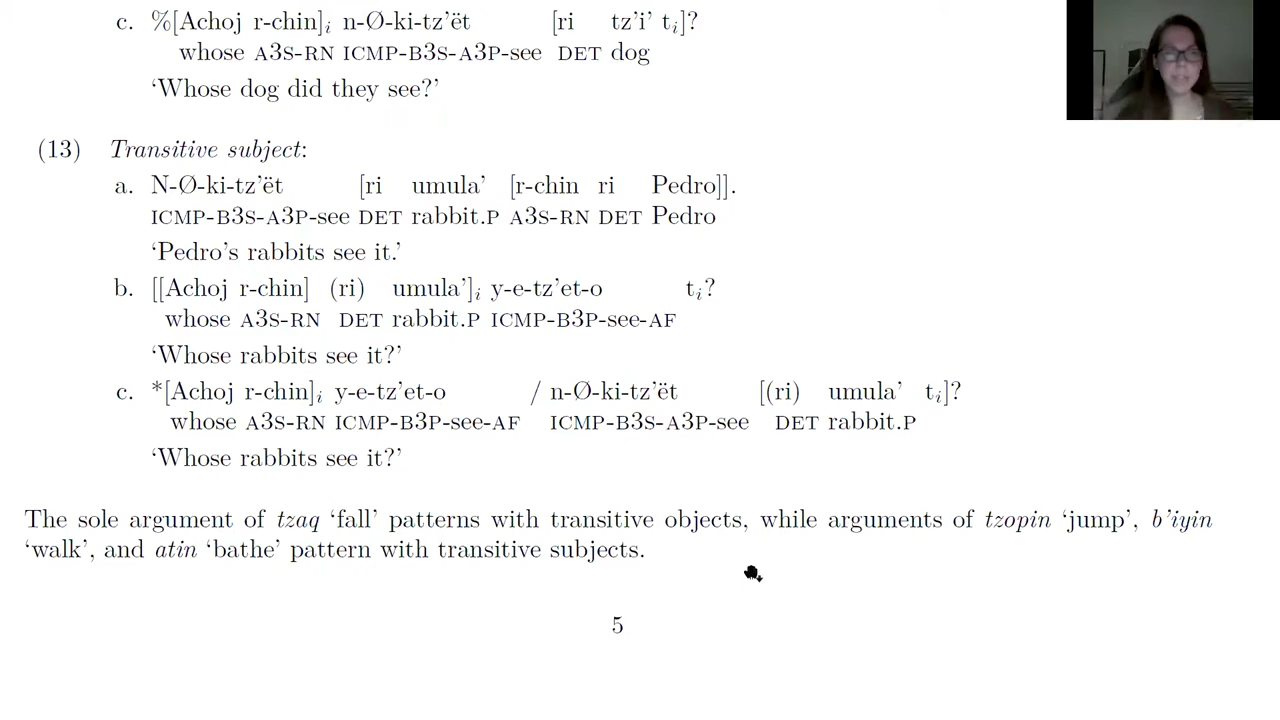 c. %[Achoj r-chin]i n-Ø-ki-tz'ët [ri tz'i' ti]?
whose A3S-RN ICMP-B3S-A3P-see DET dog
‘Whose dog did they see?’
(13) Transitive subject:
a. N-Ø-ki-tz'ët [ri umula' [r-chin ri Pedro]].
ICMP-B3S-A3P-see DET rabbit.P A3S-RN DET Pedro
‘Pedro's rabbits see it.’
b. [[Achoj r-chin] (ri) umula']i y-e-tz'et-o ti?
whose A3S-RN DET rabbit.P ICMP-B3P-see-AF
‘Whose rabbits see it?’
c. *[Achoj r-chin]i y-e-tz'et-o / n-Ø-ki-tz'ët [(ri) umula' ti]?
whose A3S-RN ICMP-B3P-see-AF ICMP-B3S-A3P-see DET rabbit.P
‘Whose rabbits see it?’
The sole argument of tzaq ‘fall’ patterns with transitive objects, while arguments of tzopin ‘jump’, b'iyin
‘walk’, and atin ‘bathe’ pattern with transitive subjects.
5